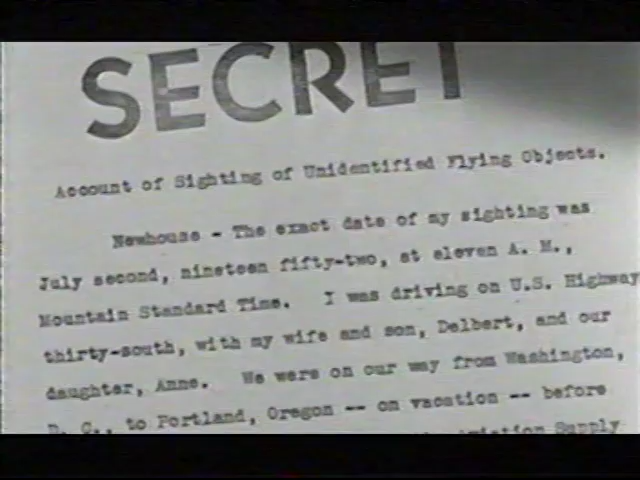 SECRET
Account of Sighting of Unidentified Flying Objects.
Newhouse - The exact date of my sighting was
July second, nineteen fifty-two, at eleven A. M.,
Mountain Standard Time. I was driving on U.S. Highway
thirty-south, with my wife and son, Delbert, and our
daughter, Anne. We were on our way from Washington,
D. C., to Portland, Oregon -- on vacation -- before
Aviation Supply